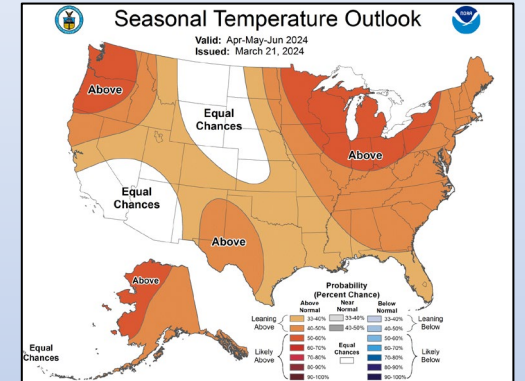 Seasonal Temperature Outlook
Valid: Apr-May-Jun 2024
Issued: March 21, 2024
noaa
Above
Equal
Chances
Above
Equal
Chances
Above
Above
Equal
Chances
Probability
(Percent Chance)
Above
Normal
Near
Normal
Below
Normal
Leaning
Above
33-40%
33-40%
33-40%
Leaning
Below
40-50%
40-50%
40-50%
Likely
Above
50-60%
60-70%
70-80%
80-90%
90-100%
Equal
Chances
50-60%
60-70%
70-80%
80-90%
90-100%
Likely
Below